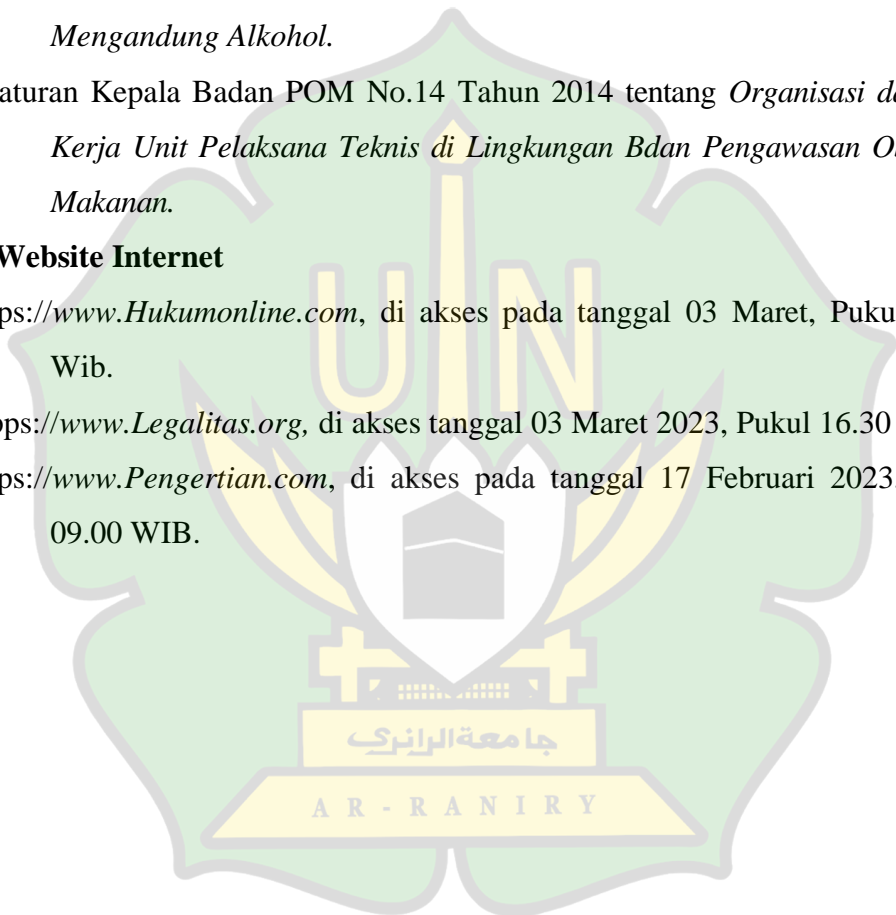 Mengandung Alkohol.
aturan Kepala Badan POM No.14 Tahun 2014 tentang Organisasi da
Kerja Unit Pelaksana Teknis di Lingkungan Bdan Pengawasan O
Makanan.
Website Internet
ps://www.Hukumonline.com, di akses pada tanggal 03 Maret, Puku
Wib.
ps://www.Legalitas.org, di akses tanggal 03 Maret 2023, Pukul 16.30
ps://www.Pengertian.com, di akses pada tanggal 17 Februari 2023
09.00 WIB.
UIN
جامعةالرانري
AR-RANIRY